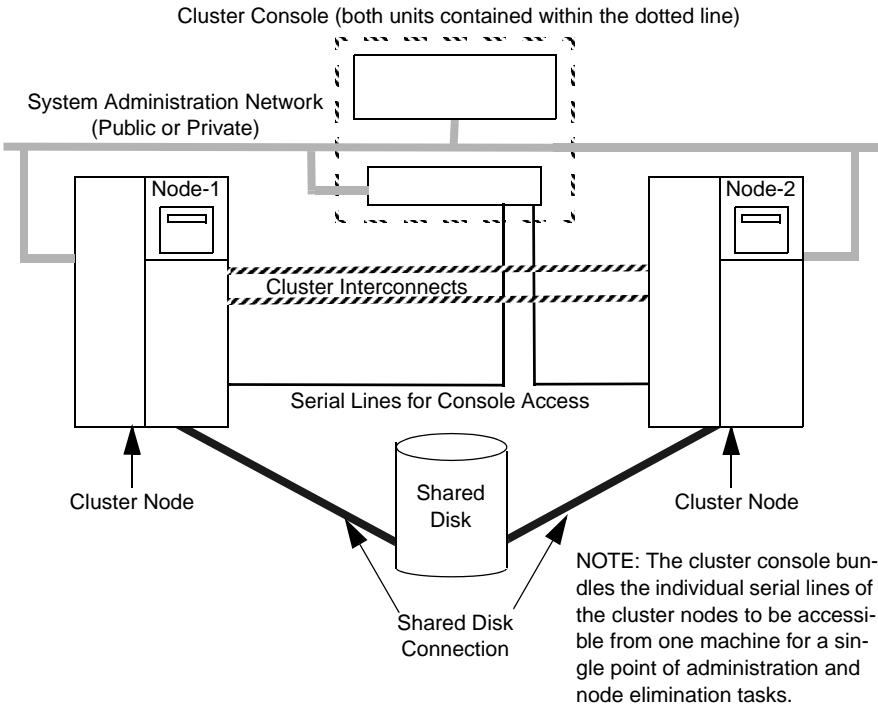 Cluster Console (both units contained within the dotted line)
System Administration Network
(Public or Private)
Node-1
Node-2
Cluster Interconnects
Serial Lines for Console Access
Shared
Disk
Cluster Node
Cluster Node
Shared Disk
Connection
NOTE: The cluster console bun-
dles the individual serial lines of
the cluster nodes to be accessi-
ble from one machine for a sin-
gle point of administration and
node elimination tasks.